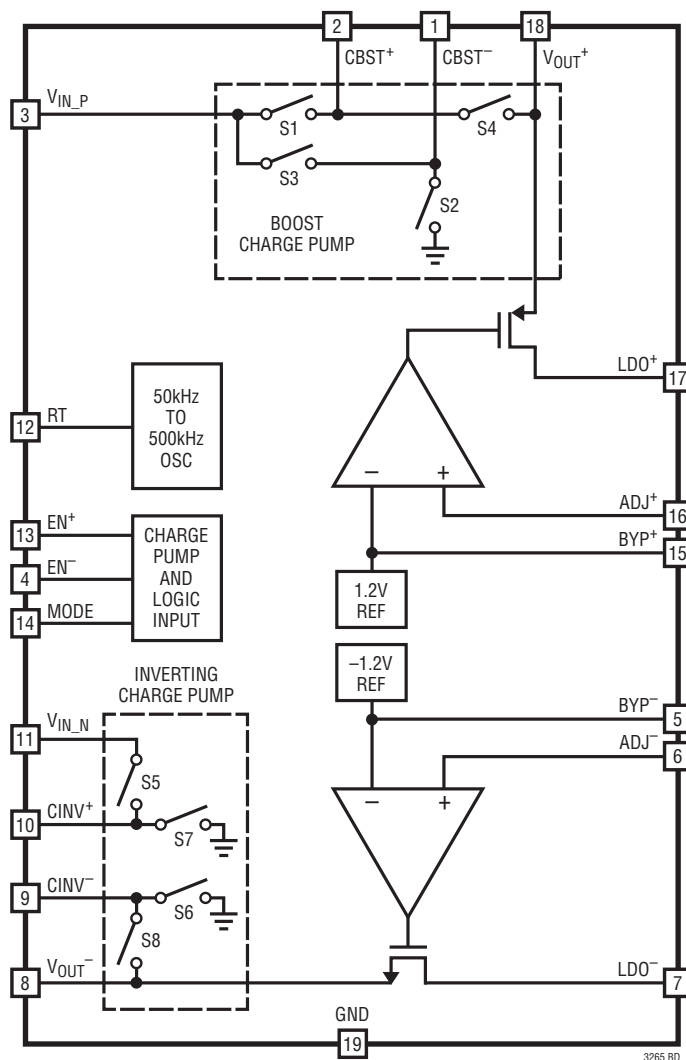 2
1
18
CBST+
CBST–
VOUT+
3
VIN_P
S1
S4
S3
S2
BOOST
CHARGE PUMP
LDO+
17
50kHz
TO
500kHz
OSC
12
RT
–
+
ADJ+
16
13
EN+
BYP+
15
CHARGE
PUMP
AND
LOGIC
INPUT
4
EN–
14
MODE
1.2V
REF
–1.2V
REF
INVERTING
CHARGE PUMP
BYP–
5
11
VIN_N
ADJ–
6
S5
–
+
10
CINV+
S7
9
CINV–
S6
S8
8
VOUT–
LDO–
7
GND
19
3265 BD